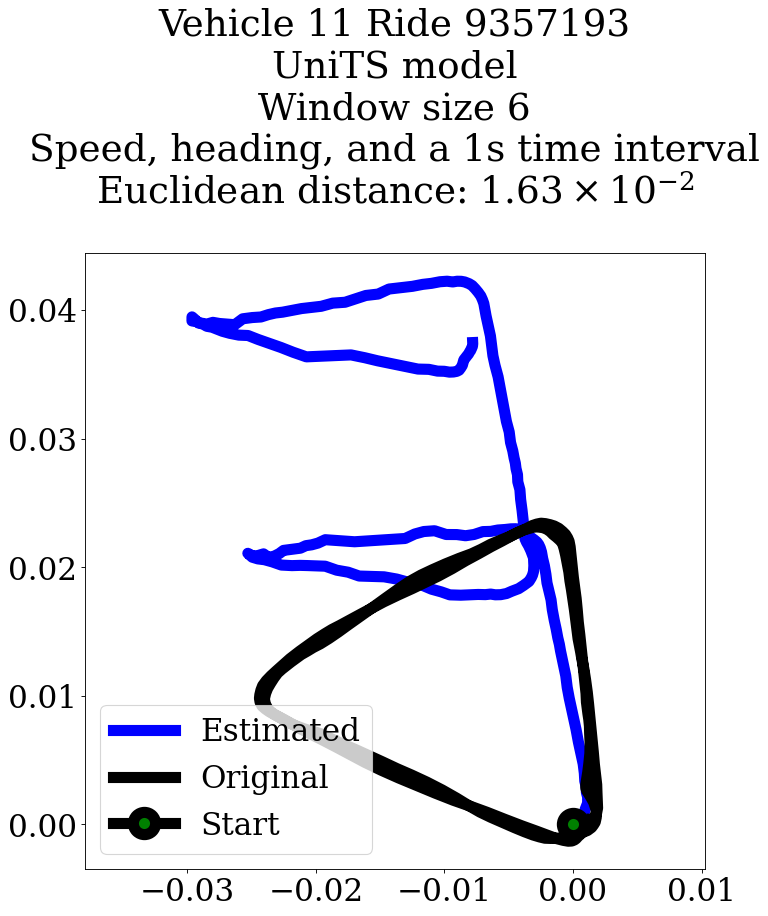 Vehicle 11 Ride 9357193
UniTS model
Window size 6
Speed, heading, and a 1s time interval
Euclidean distance: 1.63 × 10⁻²
0.04
0.03
0.02
0.01
0.00
Estimated
Original
Start
−0.03 −0.02 −0.01 0.00 0.01